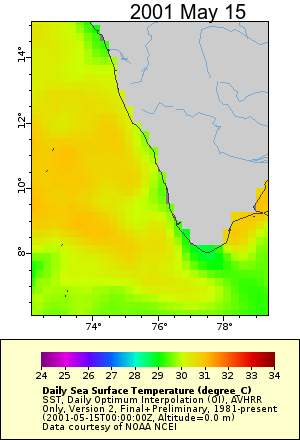 2001 May 15
14°
12°
10°
8°
74°
76°
78°
24 25 26 27 28 29 30 31 32 33 34
Daily Sea Surface Temperature (degree_C)
SST, Daily Optimum Interpolation (OI), AVHRR
Only, Version 2, Final+Preliminary, 1981-present
(2001-05-15T00:00:00Z, Altitude=0.0 m)
Data courtesy of NOAA NCEI